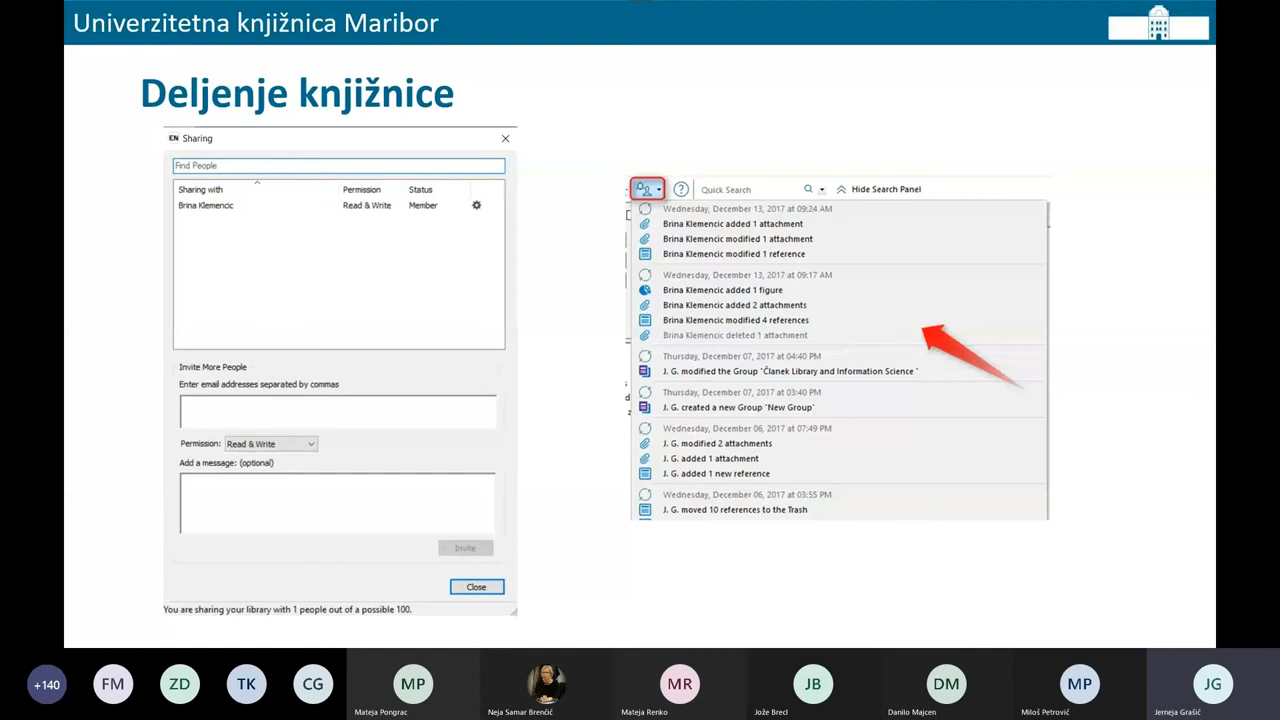 Univerzitetna knjižnica Maribor
Deljenje knjižnice
EN Sharing
Find People
Sharing with Permission Status
Brina Klemencic Read & Write Member
Invite More People
Enter email addresses separated by commas
Permission: Read & Write
Add a message: (optional)
Invite
Close
You are sharing your library with 1 people out of a possible 100.
Quick Search Hide Search Panel
Wednesday, December 13, 2017 at 09:24 AM
Brina Klemencic added 1 attachment
Brina Klemencic modified 1 attachment
Brina Klemencic modified 1 reference
Wednesday, December 13, 2017 at 09:17 AM
Brina Klemencic added 1 figure
Brina Klemencic added 2 attachments
Brina Klemencic modified 4 references
Brina Klemencic deleted 1 attachment
Thursday, December 07, 2017 at 04:40 PM
J. G. modified the Group "Članek Library and Information Science "
Thursday, December 07, 2017 at 03:40 PM
J. G. created a new Group "New Group"
Wednesday, December 06, 2017 at 07:49 PM
J. G. modified 2 attachments
J. G. added 1 attachment
J. G. added 1 new reference
Wednesday, December 06, 2017 at 03:55 PM
J. G. moved 10 references to the Trash
+140 FM ZD TK CG MP MR JB DM MP JG
Mateja Pongrac Neja Samar Brenčič Mateja Renko Jože Brecl Danilo Majcen Miloš Petrovič Jerneja Grašič